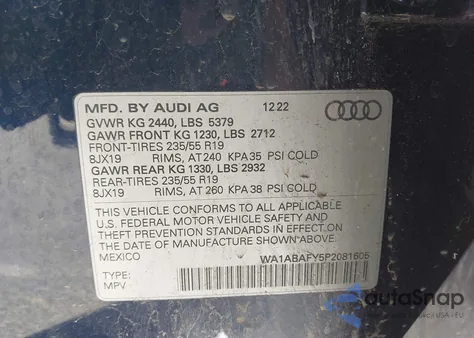 MFD. BY AUDI AG 12 22
GVWR KG 2440, LBS 5379
GAWR FRONT KG 1230, LBS 2712
FRONT-TIRES 235/55 R19
8JX19 RIMS, AT 240 KPA 35 PSI COLD
GAWR REAR KG 1330, LBS 2932
REAR-TIRES 235/55 R19
8JX19 RIMS, AT 260 KPA 38 PSI COLD
THIS VEHICLE CONFORMS TO ALL APPLICABLE
U.S. FEDERAL MOTOR VEHICLE SAFETY AND
THEFT PREVENTION STANDARDS IN EFFECT ON
THE DATE OF MANUFACTURE SHOWN ABOVE.
MEXICO WA1ABAFY5P2081605
TYPE:
MPV
autoSnap